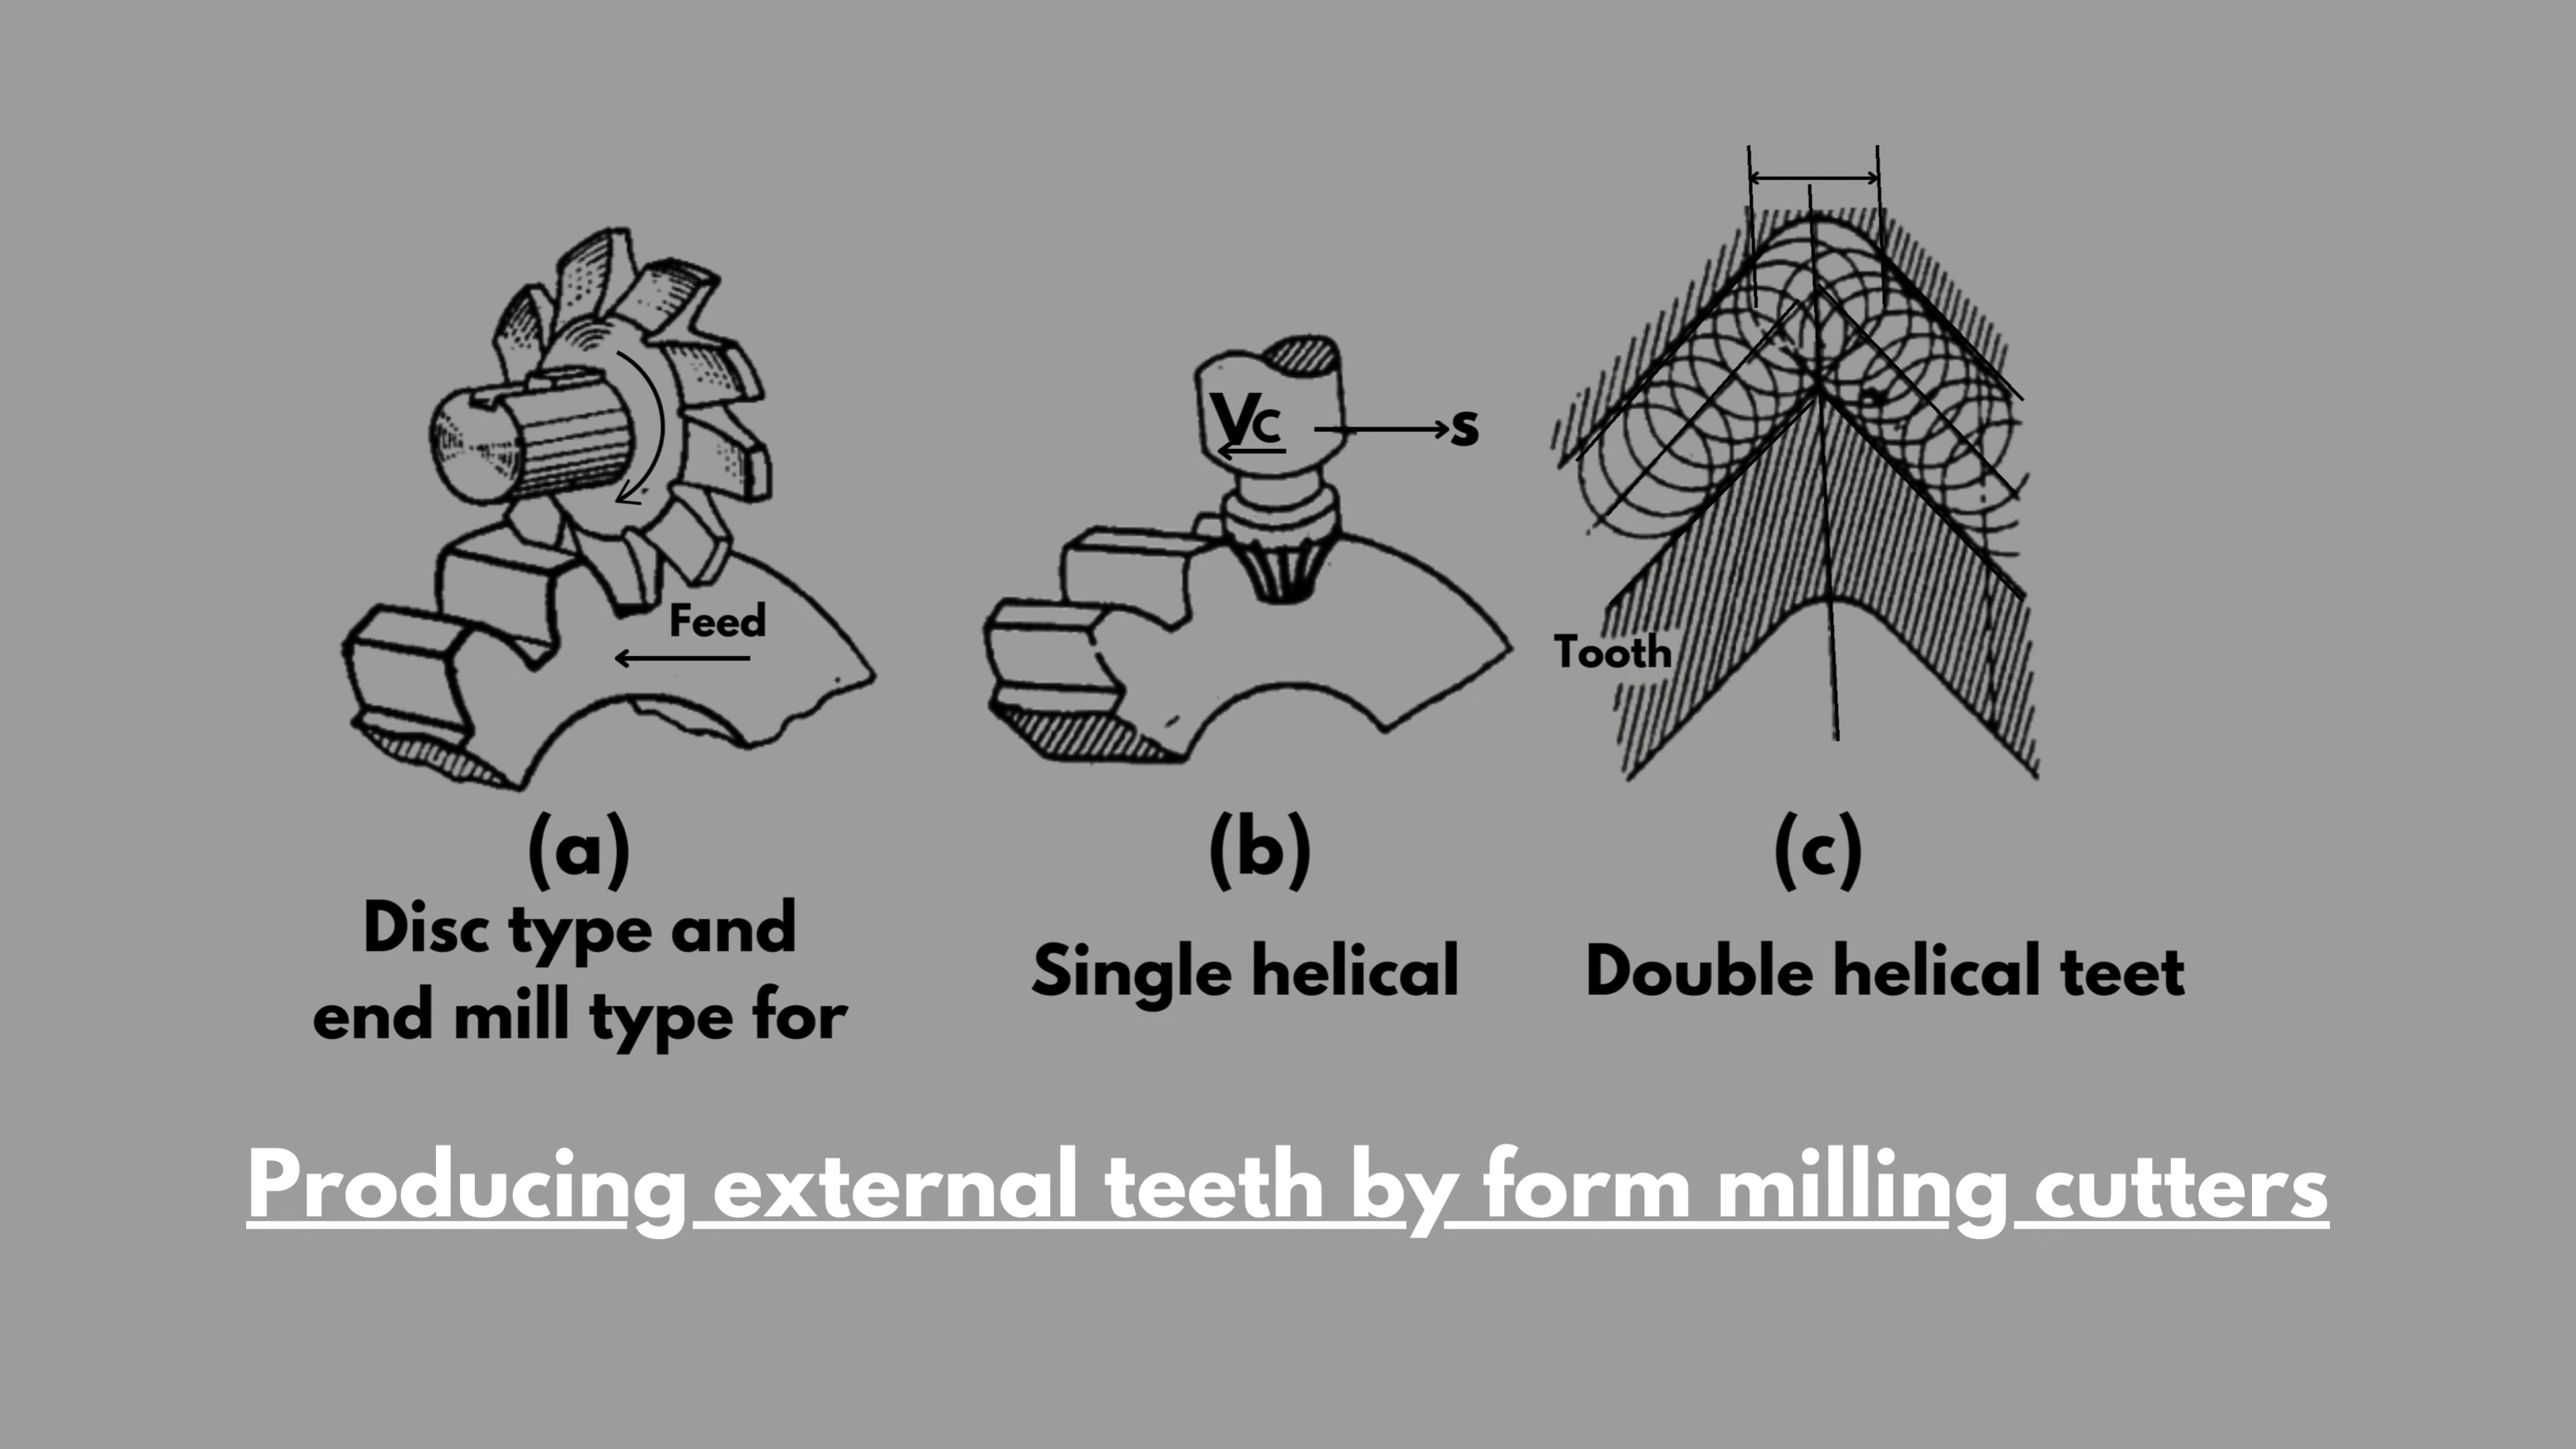 Vc
s
Feed
Tooth
(a)
Disc type and
end mill type for
(b)
Single helical
(c)
Double helical teet
Producing external teeth by form milling cutters